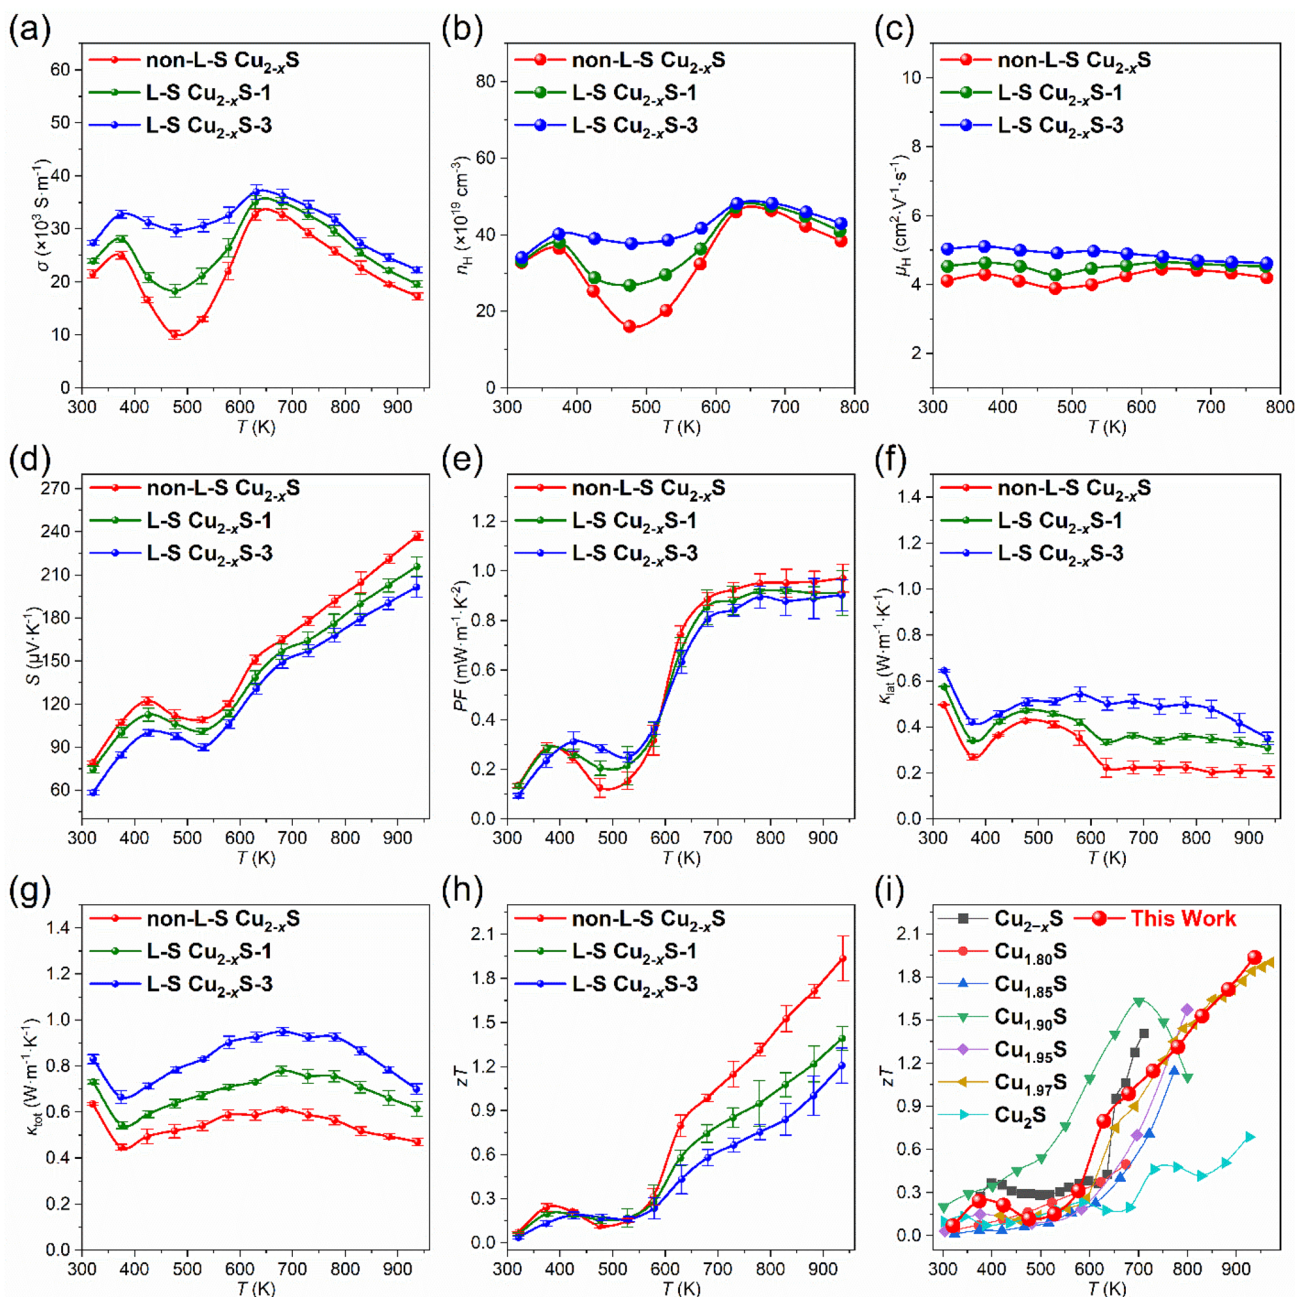 (a)
non-L-S Cu2-xS
L-S Cu2-xS-1
L-S Cu2-xS-3
60
50
40
30
20
10
0
σ (×10³ S·m⁻¹)
300 400 500 600 700 800 900
T (K)
(b)
non-L-S Cu2-xS
L-S Cu2-xS-1
L-S Cu2-xS-3
80
60
40
20
0
nH (×10¹⁹ cm⁻³)
300 400 500 600 700 800
T (K)
(c)
non-L-S Cu2-xS
L-S Cu2-xS-1
L-S Cu2-xS-3
10
8
6
4
2
μH (cm²·V⁻¹·s⁻¹)
300 400 500 600 700 800
T (K)
(d)
non-L-S Cu2-xS
L-S Cu2-xS-1
L-S Cu2-xS-3
270
240
210
180
150
120
90
60
S (μV·K⁻¹)
300 400 500 600 700 800 900
T (K)
(e)
non-L-S Cu2-xS
L-S Cu2-xS-1
L-S Cu2-xS-3
1.2
1.0
0.8
0.6
0.4
0.2
0.0
PF (mW·m⁻¹·K⁻²)
300 400 500 600 700 800 900
T (K)
(f)
non-L-S Cu2-xS
L-S Cu2-xS-1
L-S Cu2-xS-3
1.4
1.2
1.0
0.8
0.6
0.4
0.2
0.0
κlat (W·m⁻¹·K⁻¹)
300 400 500 600 700 800 900
T (K)
(g)
non-L-S Cu2-xS
L-S Cu2-xS-1
L-S Cu2-xS-3
1.4
1.2
1.0
0.8
0.6
0.4
0.2
0.0
κtot (W·m⁻¹·K⁻¹)
300 400 500 600 700 800 900
T (K)
(h)
non-L-S Cu2-xS
L-S Cu2-xS-1
L-S Cu2-xS-3
2.1
1.8
1.5
1.2
0.9
0.6
0.3
0.0
zT
300 400 500 600 700 800 900
T (K)
(i)
Cu2−xS This Work
Cu1.80S
Cu1.85S
Cu1.90S
Cu1.95S
Cu1.97S
Cu2S
2.1
1.8
1.5
1.2
0.9
0.6
0.3
0.0
zT
300 400 500 600 700 800 900
T (K)